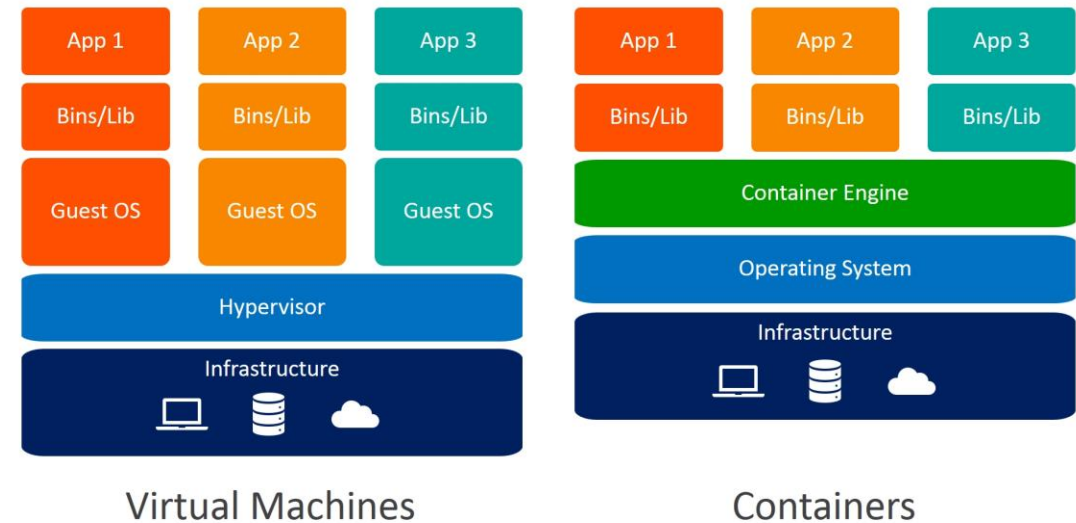 App 1
App 2
App 3
Bins/Lib
Bins/Lib
Bins/Lib
Guest OS
Guest OS
Guest OS
Hypervisor
Infrastructure
Virtual Machines
App 1
App 2
App 3
Bins/Lib
Bins/Lib
Bins/Lib
Container Engine
Operating System
Infrastructure
Containers